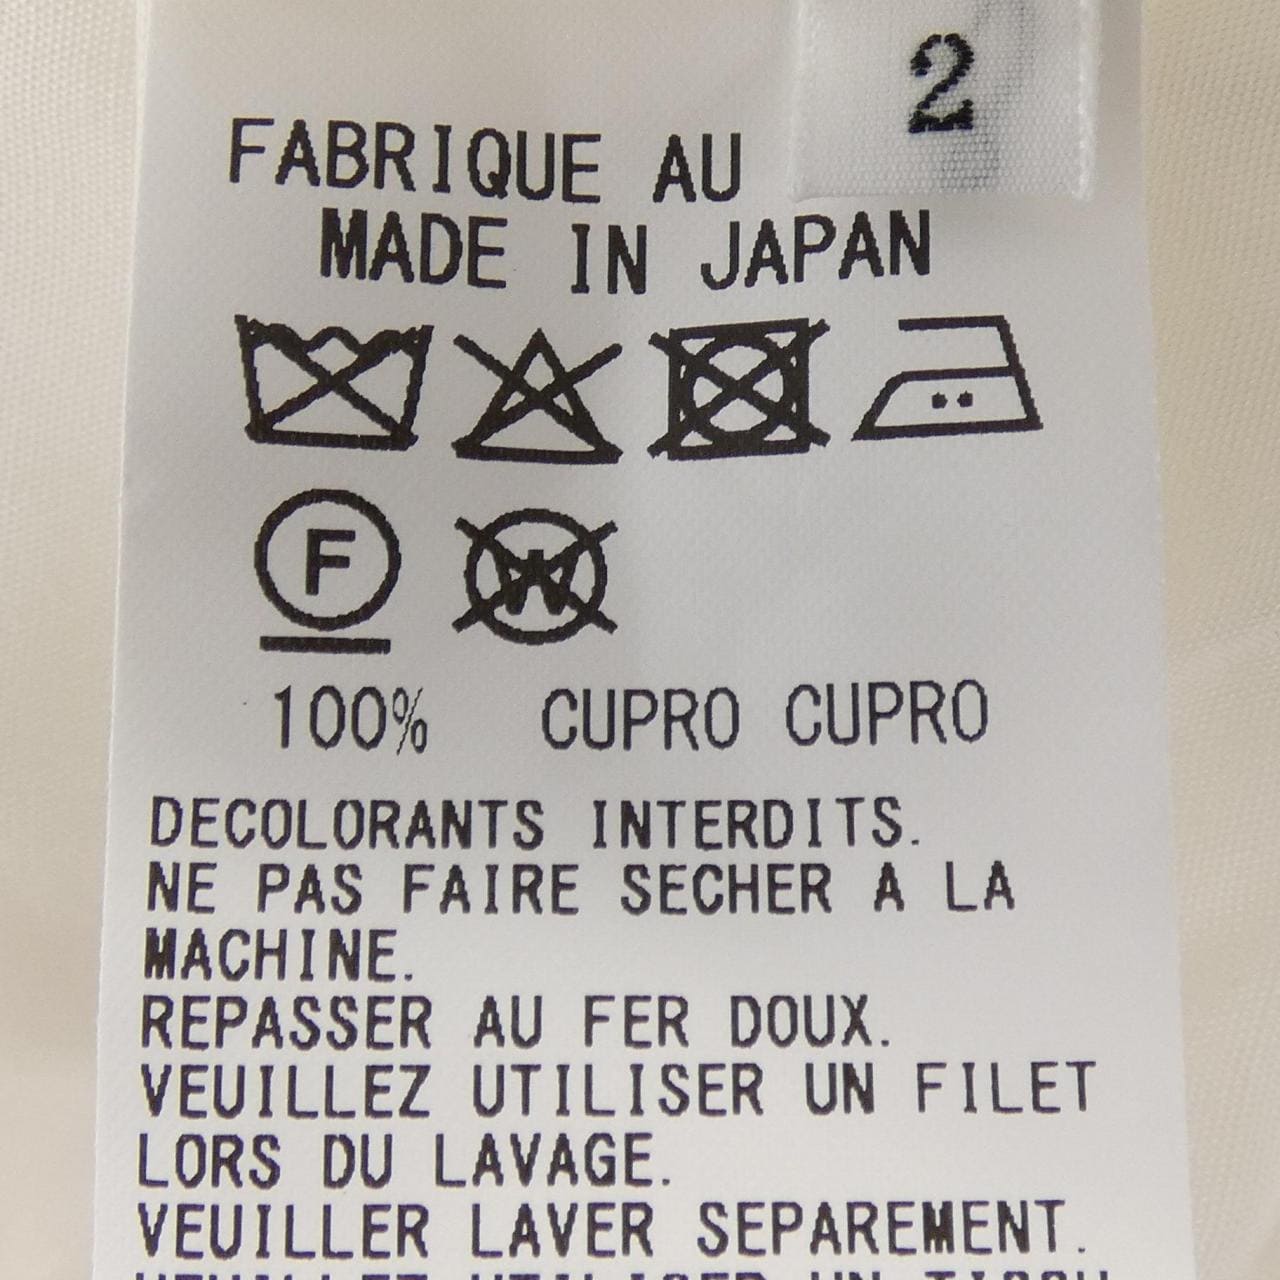 2
FABRIQUE AU
MADE IN JAPAN
F W
100% CUPRO CUPRO
DECOLORANTS INTERDITS.
NE PAS FAIRE SECHER A LA
MACHINE.
REPASSER AU FER DOUX.
VEUILLEZ UTILISER UN FILET
LORS DU LAVAGE.
VEUILLER LAVER SEPAREMENT.